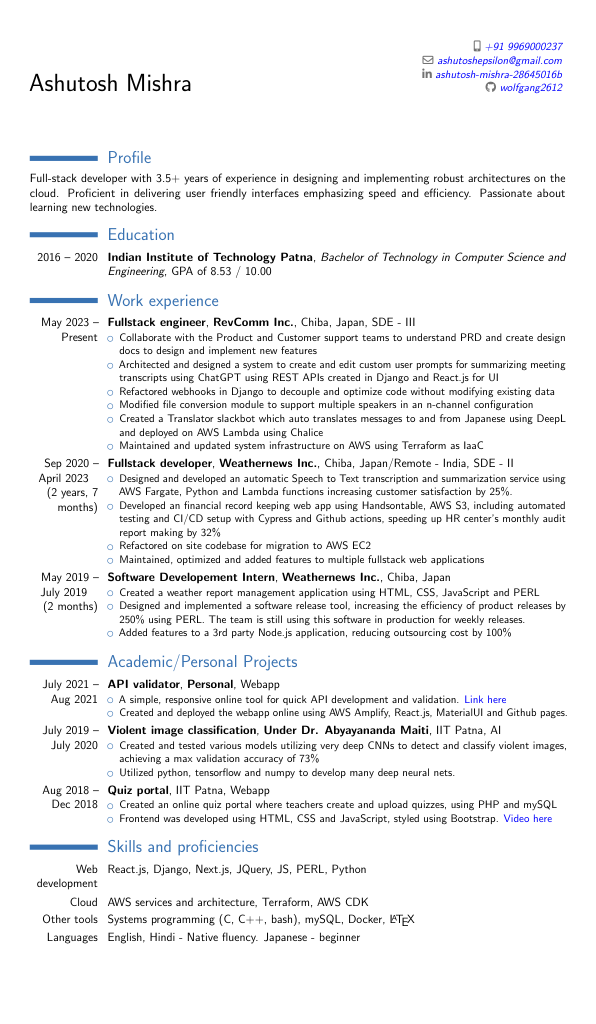 +91 9969000237
ashutoshepsilon@gmail.com
ashutosh-mishra-28645016b
wolfgang2612
Ashutosh Mishra
Profile
Full-stack developer with 3.5+ years of experience in designing and implementing robust architectures on the
cloud. Proficient in delivering user friendly interfaces emphasizing speed and efficiency. Passionate about
learning new technologies.
Education
2016 – 2020 Indian Institute of Technology Patna, Bachelor of Technology in Computer Science and
Engineering, GPA of 8.53 / 10.00
Work experience
May 2023 – Fullstack engineer, RevComm Inc., Chiba, Japan, SDE - III
Present ○ Collaborate with the Product and Customer support teams to understand PRD and create design
docs to design and implement new features
○ Architected and designed a system to create and edit custom user prompts for summarizing meeting
transcripts using ChatGPT using REST APIs created in Django and React.js for UI
○ Refactored webhooks in Django to decouple and optimize code without modifying existing data
○ Modified file conversion module to support multiple speakers in an n-channel configuration
○ Created a Translator slackbot which auto translates messages to and from Japanese using DeepL
and deployed on AWS Lambda using Chalice
○ Maintained and updated system infrastructure on AWS using Terraform as IaaC
Sep 2020 – Fullstack developer, Weathernews Inc., Chiba, Japan/Remote - India, SDE - II
April 2023 ○ Designed and developed an automatic Speech to Text transcription and summarization service using
(2 years, 7 AWS Fargate, Python and Lambda functions increasing customer satisfaction by 25%.
months) ○ Developed an financial record keeping web app using Handsontable, AWS S3, including automated
testing and CI/CD setup with Cypress and Github actions, speeding up HR center's monthly audit
report making by 32%
○ Refactored on site codebase for migration to AWS EC2
○ Maintained, optimized and added features to multiple fullstack web applications
May 2019 – Software Developement Intern, Weathernews Inc., Chiba, Japan
July 2019 ○ Created a weather report management application using HTML, CSS, JavaScript and PERL
(2 months) ○ Designed and implemented a software release tool, increasing the efficiency of product releases by
250% using PERL. The team is still using this software in production for weekly releases.
○ Added features to a 3rd party Node.js application, reducing outsourcing cost by 100%
Academic/Personal Projects
July 2021 – API validator, Personal, Webapp
Aug 2021 ○ A simple, responsive online tool for quick API development and validation. Link here
○ Created and deployed the webapp online using AWS Amplify, React.js, MaterialUI and Github pages.
July 2019 – Violent image classification, Under Dr. Abyayananda Maiti, IIT Patna, AI
July 2020 ○ Created and tested various models utilizing very deep CNNs to detect and classify violent images,
achieving a max validation accuracy of 73%
○ Utilized python, tensorflow and numpy to develop many deep neural nets.
Aug 2018 – Quiz portal, IIT Patna, Webapp
Dec 2018 ○ Created an online quiz portal where teachers create and upload quizzes, using PHP and mySQL
○ Frontend was developed using HTML, CSS and JavaScript, styled using Bootstrap. Video here
Skills and proficiencies
Web React.js, Django, Next.js, JQuery, JS, PERL, Python
development
Cloud AWS services and architecture, Terraform, AWS CDK
Other tools Systems programming (C, C++, bash), mySQL, Docker, LATEX
Languages English, Hindi - Native fluency. Japanese - beginner